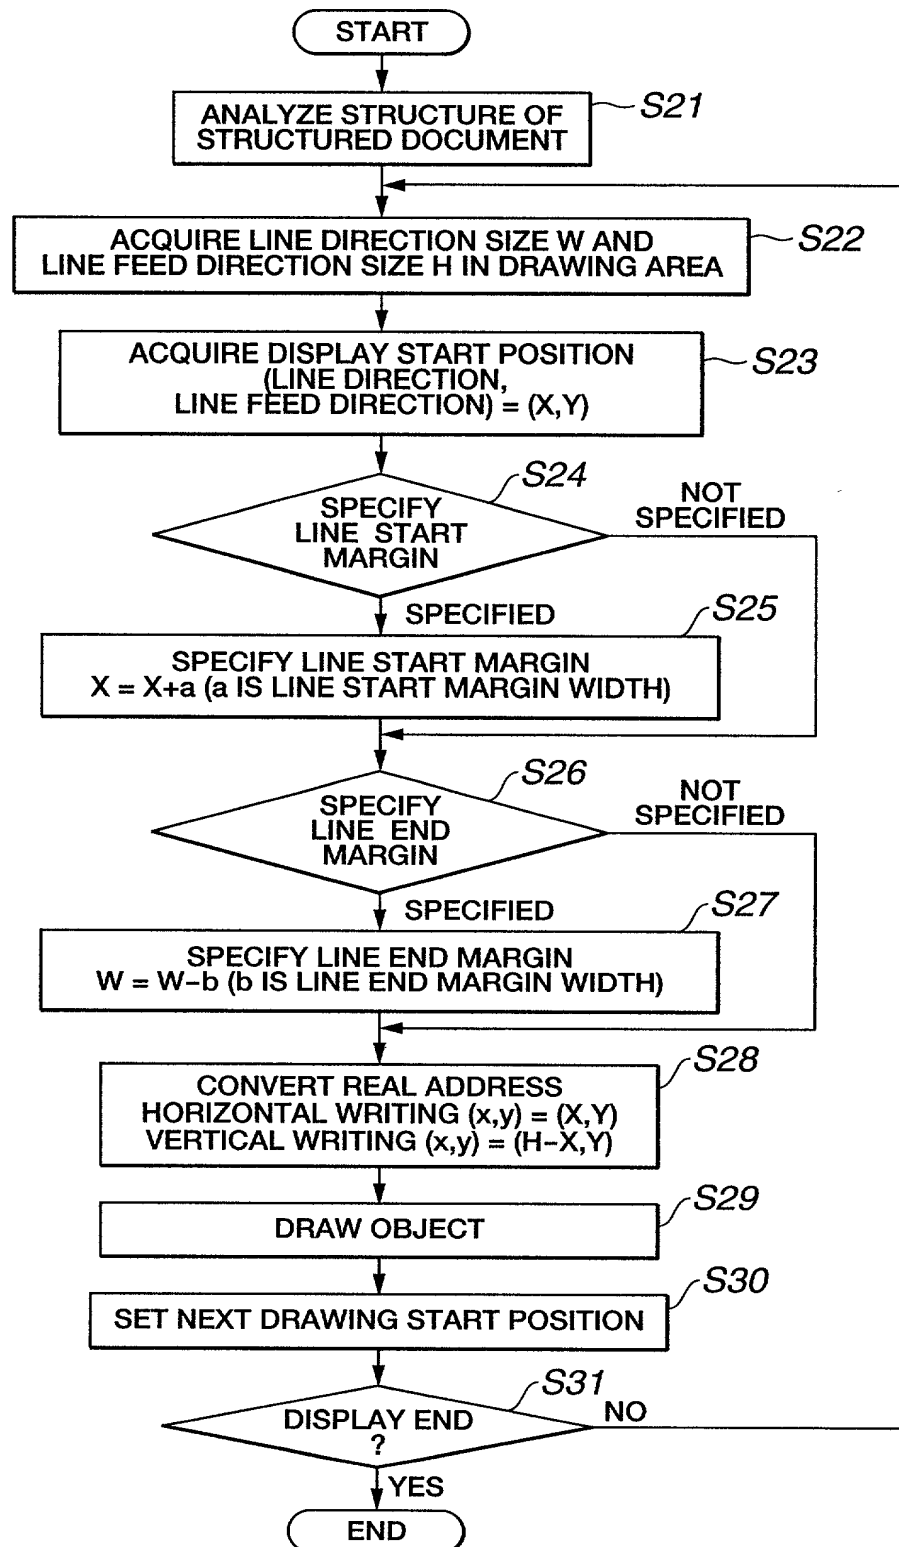 START
ANALYZE STRUCTURE OF
STRUCTURED DOCUMENT
S21
ACQUIRE LINE DIRECTION SIZE W AND
LINE FEED DIRECTION SIZE H IN DRAWING AREA
S22
ACQUIRE DISPLAY START POSITION
(LINE DIRECTION,
LINE FEED DIRECTION) = (X,Y)
S23
SPECIFY
LINE START
MARGIN
S24
NOT
SPECIFIED
SPECIFIED
SPECIFY LINE START MARGIN
X = X+a (a IS LINE START MARGIN WIDTH)
S25
SPECIFY
LINE END
MARGIN
S26
NOT
SPECIFIED
SPECIFIED
SPECIFY LINE END MARGIN
W = W-b (b IS LINE END MARGIN WIDTH)
S27
CONVERT REAL ADDRESS
HORIZONTAL WRITING (x,y) = (X,Y)
VERTICAL WRITING (x,y) = (H-X,Y)
S28
DRAW OBJECT
S29
SET NEXT DRAWING START POSITION
S30
DISPLAY END
?
S31
NO
YES
END